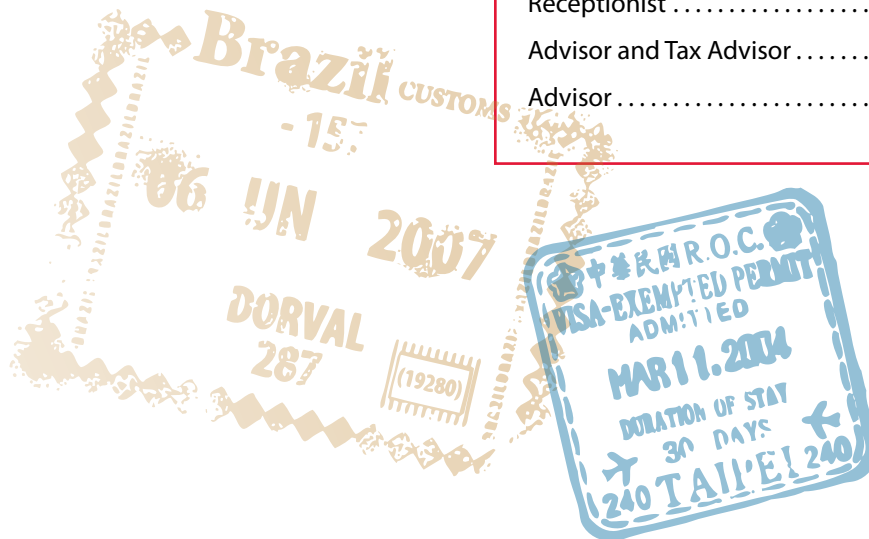 Receptionist . . . . . . . . . . . . . . . . . . .
Advisor and Tax Advisor . . . . . . .
Advisor . . . . . . . . . . . . . . . . . . . . . . . .
Brazil
CUSTOMS
- 15
06 UN 2007
DORVAL
287
(19280)
中華民國 R.O.C.
VISA-EXEMPTED PERMIT
ADMITTED
MAR 11.2004
DURATION OF STAY
30 DAYS
240 TAIPEI 240